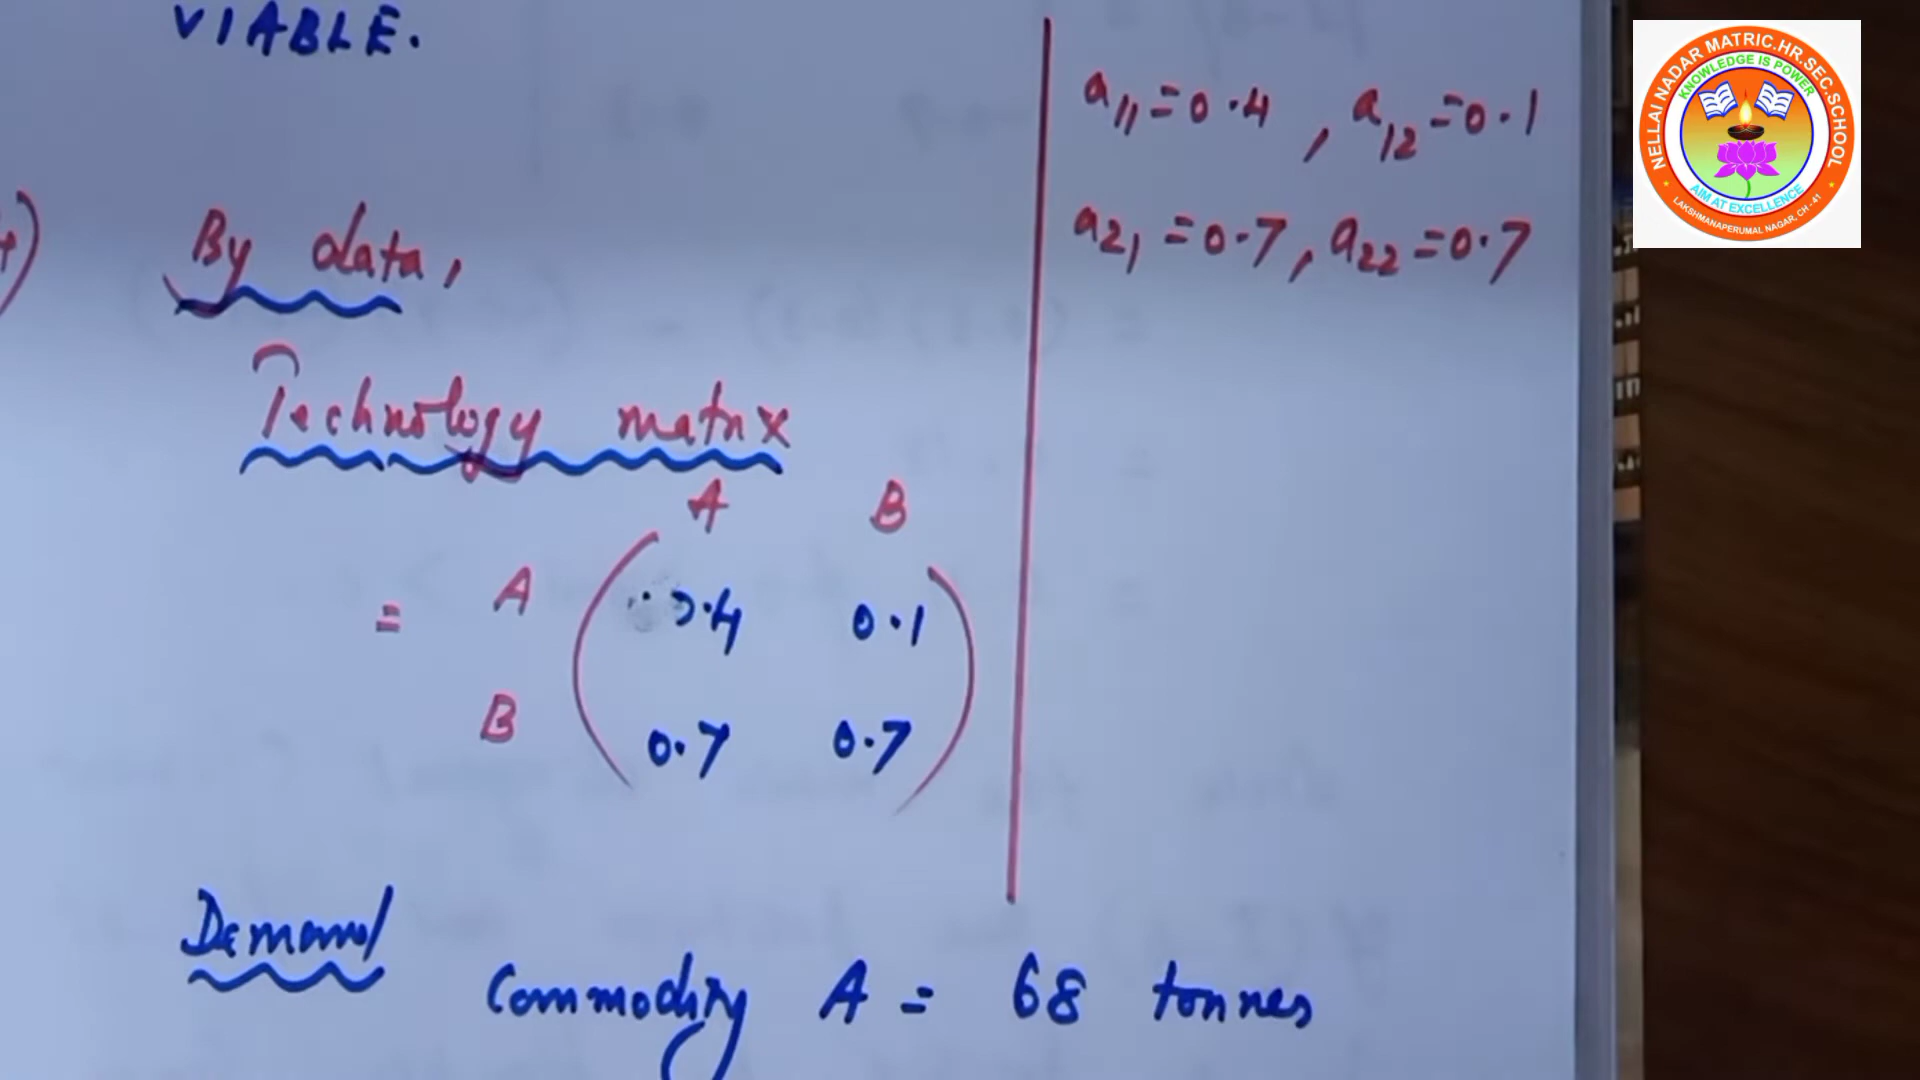 VIABLE.
By data,
Technology matrix
A B
= A 0.4 0.1
B 0.7 0.7
Demand
Commodity A = 68 tonnes
a11 = 0.4 , a12 = 0.1
a21 = 0.7 , a22 = 0.7
NELLAI NADAR MATRIC.HR.SEC.SCHOOL
KNOWLEDGE IS POWER
AIM AT EXCELLENCE
LAKSHMANAPERUMAL NAGAR, CH - 41